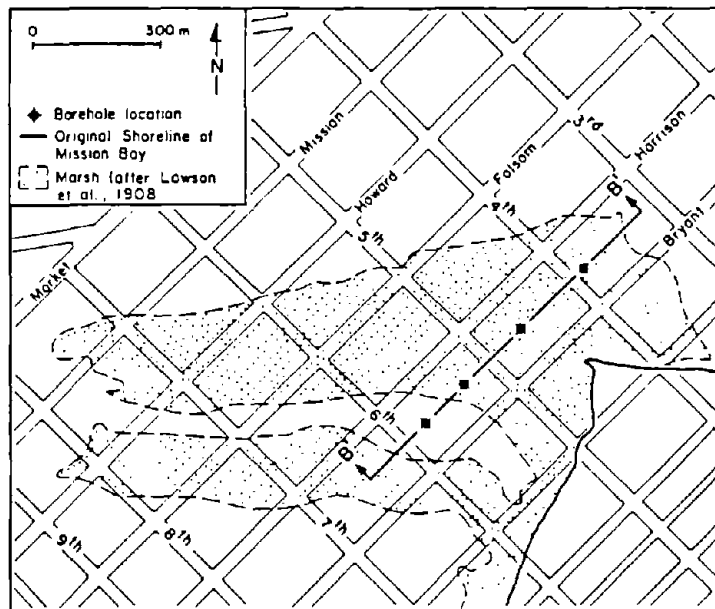 0 300 m
N
Borehole location
Original Shoreline of
Mission Bay
Marsh (after Lawson
et al., 1908
Mission
Howard
Folsom
3rd
Harrison
4th
B
Bryant
5th
Market
6th
B
7th
8th
9th